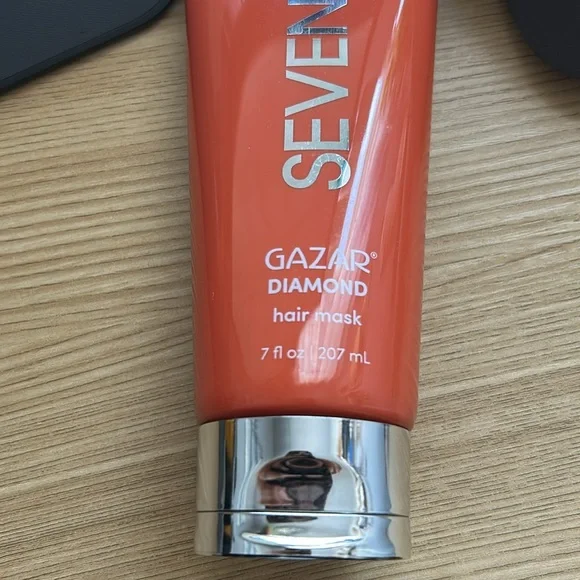 SEVEN
GAZAR®
DIAMOND
hair mask
7 fl oz | 207 mL